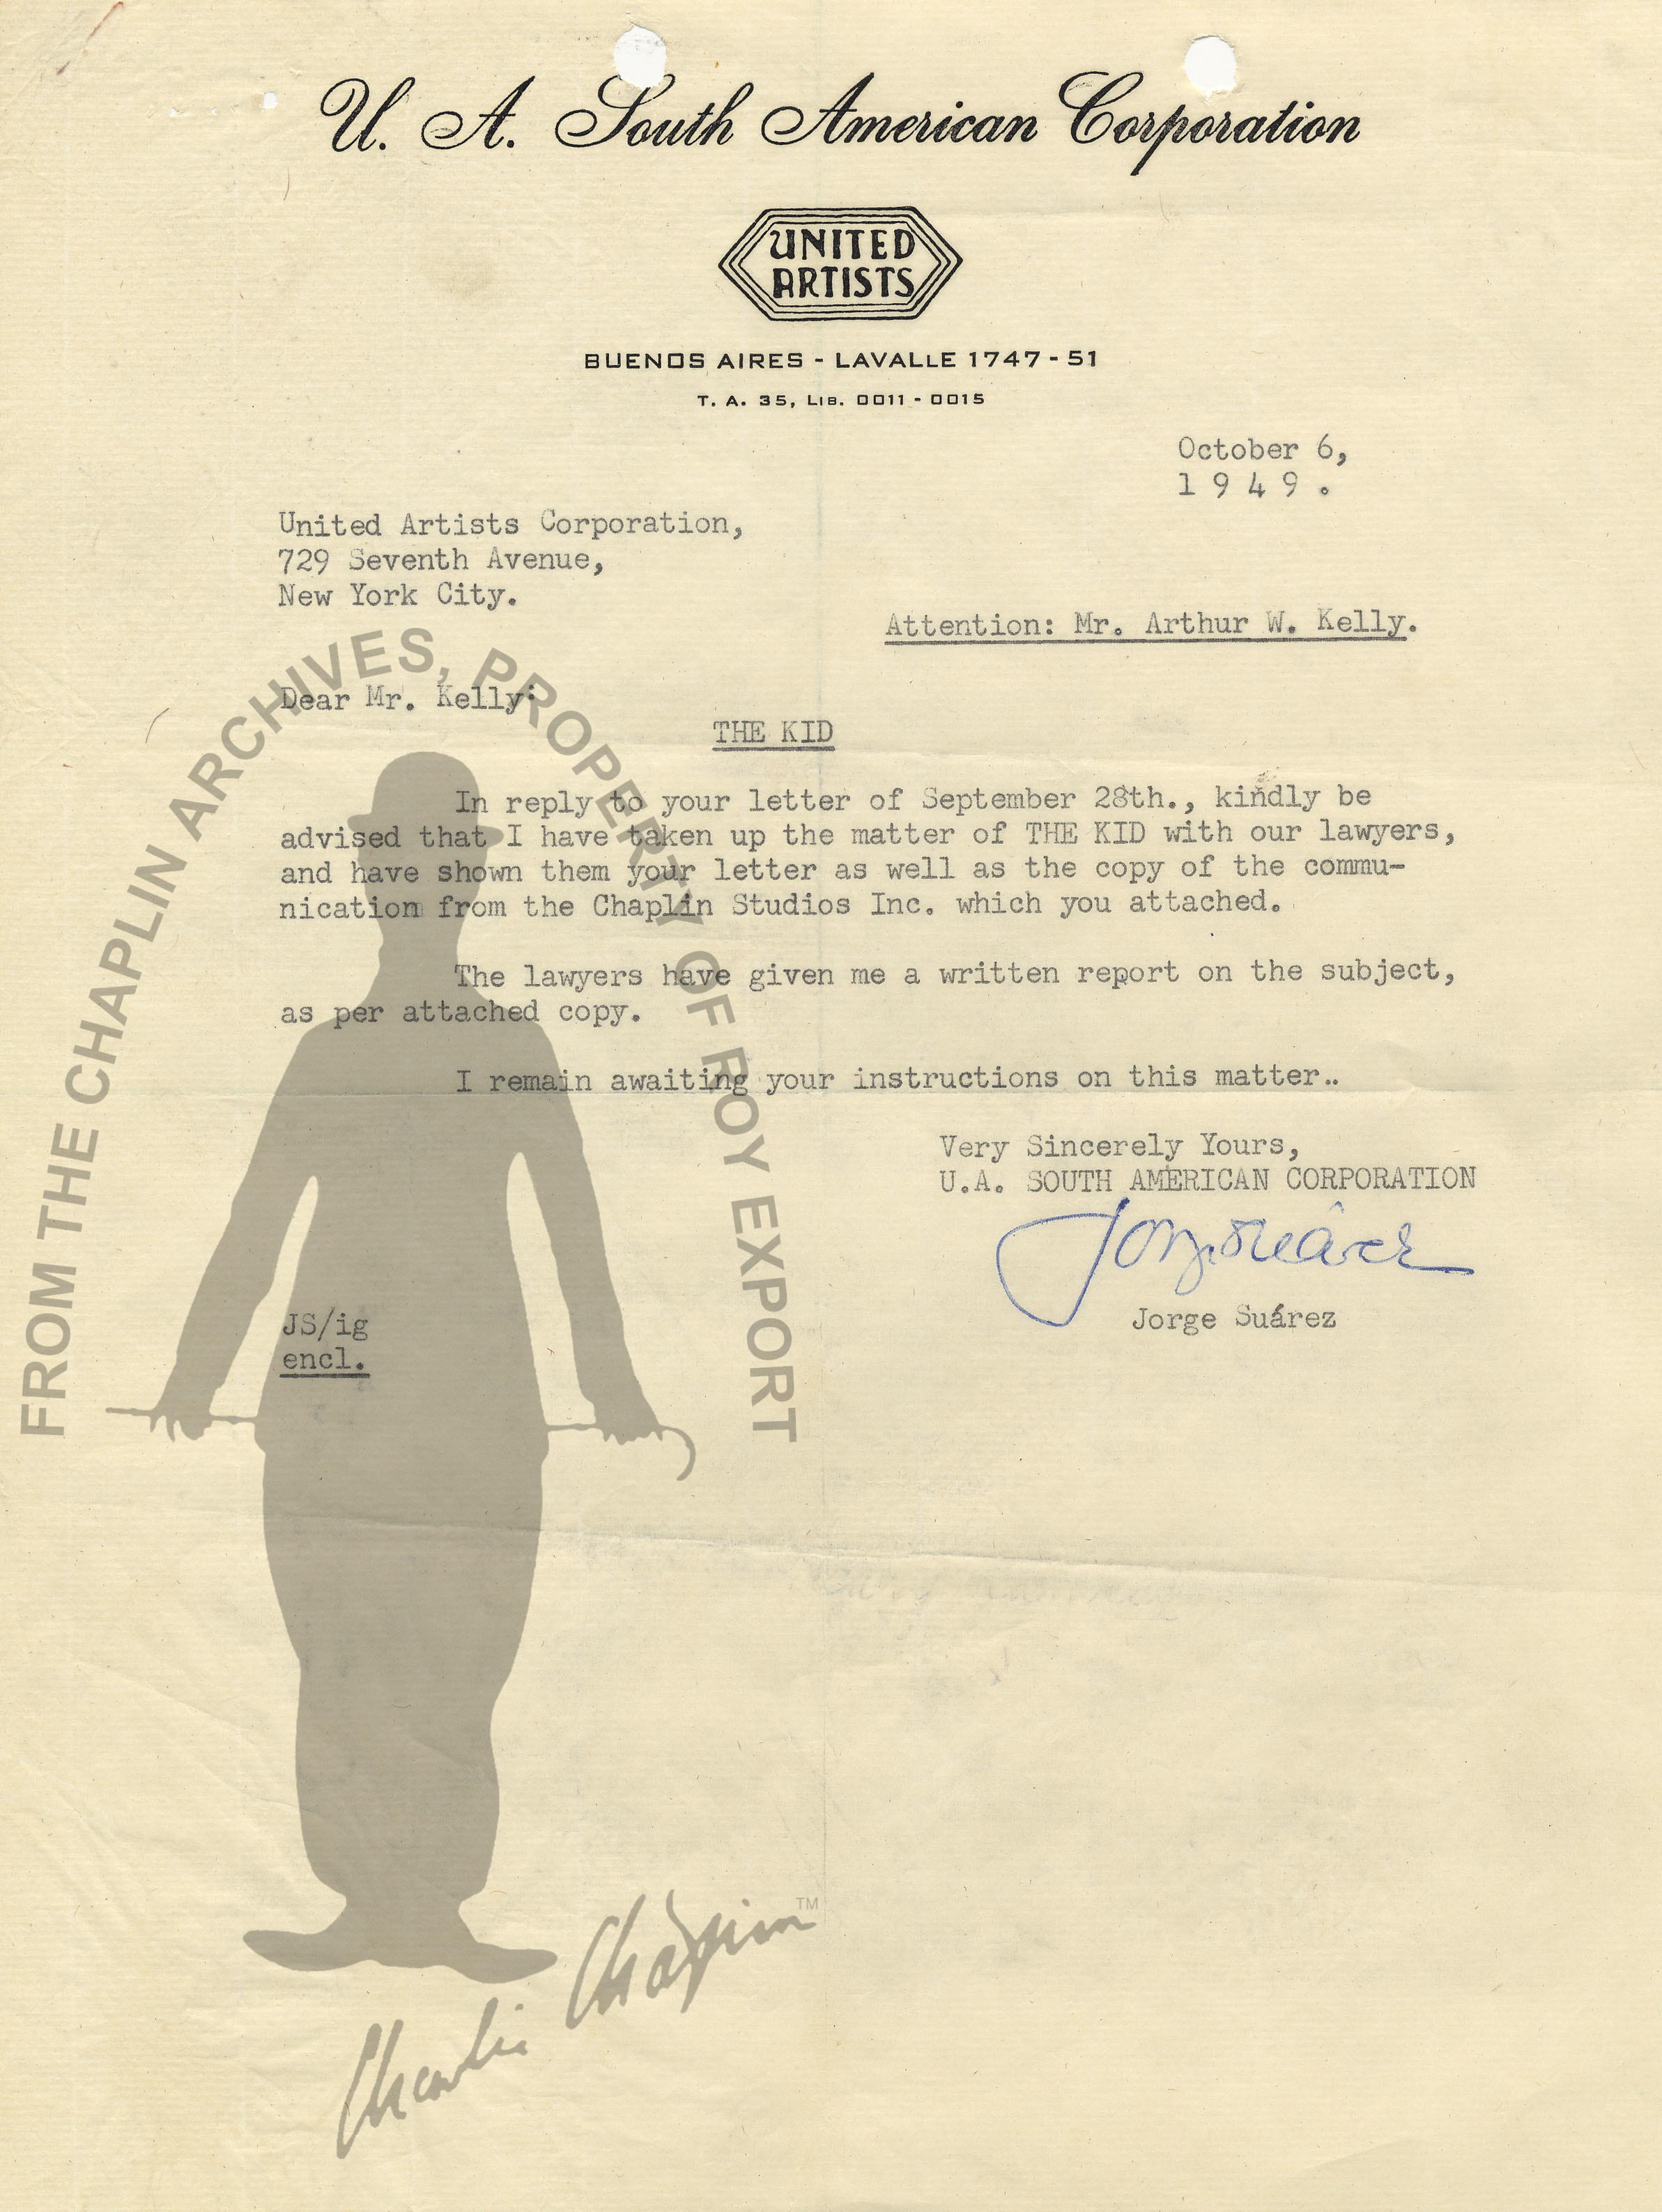 U. A. South American Corporation
UNITED
ARTISTS
BUENOS AIRES - LAVALLE 1747 - 51
T. A. 35, LIB. 0011 - 0015
October 6,
1 9 4 9 .
United Artists Corporation,
729 Seventh Avenue,
New York City.
Attention: Mr. Arthur W. Kelly.
Dear Mr. Kelly:
THE KID
In reply to your letter of September 28th., kindly be
advised that I have taken up the matter of THE KID with our lawyers,
and have shown them your letter as well as the copy of the commu-
nication from the Chaplin Studios Inc. which you attached.
The lawyers have given me a written report on the subject,
as per attached copy.
I remain awaiting your instructions on this matter..
Very Sincerely Yours,
U.A. SOUTH AMERICAN CORPORATION
Jorge Suárez
Jorge Suárez
JS/ig
encl.
FROM THE CHAPLIN ARCHIVES, PROPERTY OF ROY EXPORT
Charlie Chaplin TM